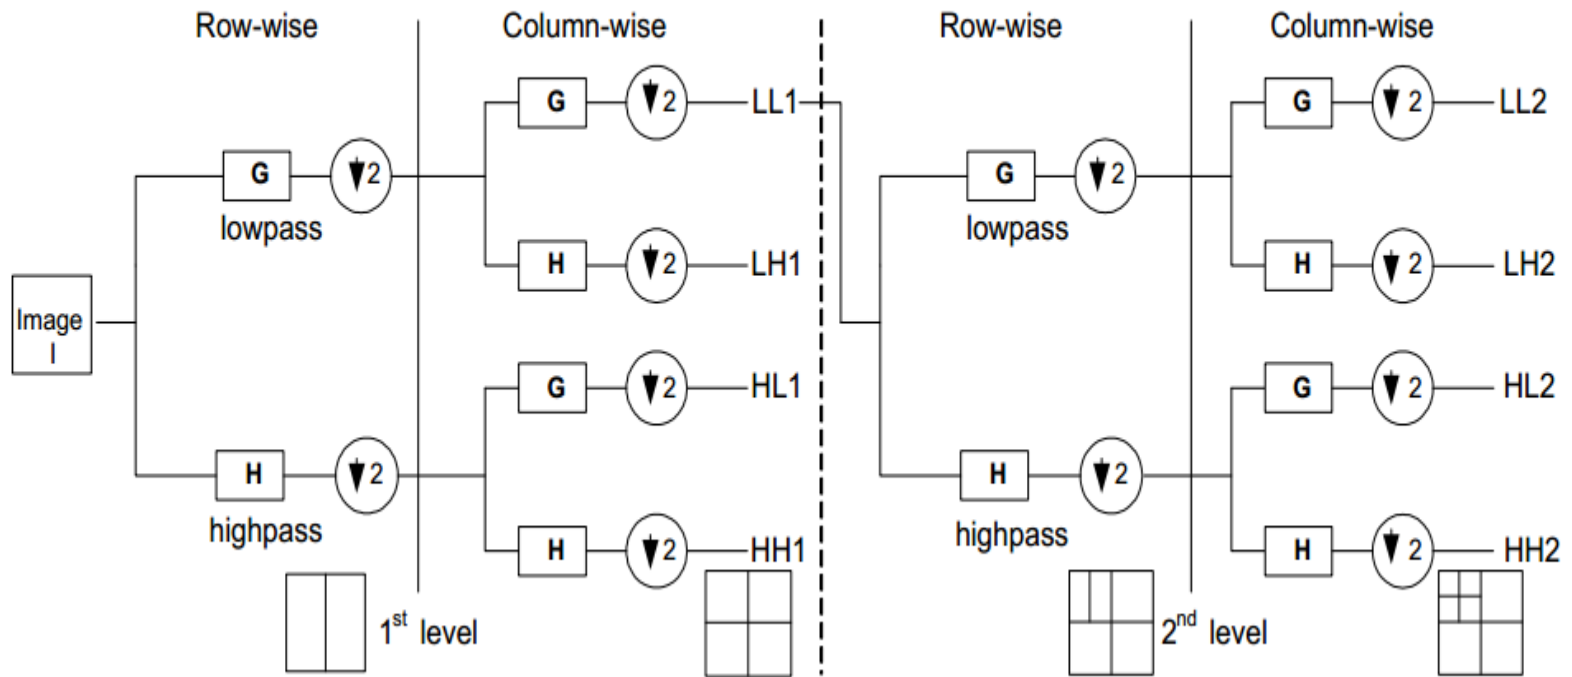 Row-wise Column-wise Row-wise Column-wise
G 2 LL1 G 2 LL2
G 2 G 2
lowpass lowpass
H 2 LH1 H 2 LH2
Image
I
G 2 HL1 G 2 HL2
H 2 H 2
highpass highpass
H 2 HH1 H 2 HH2
1st level 2nd level